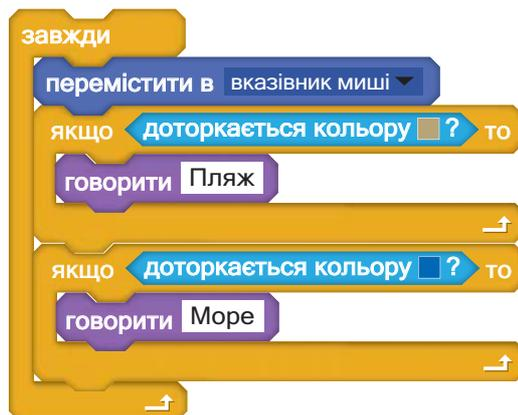 завжди
перемістити в вказівник миші
якщо доторкається кольору ? то
говорити Пляж
якщо доторкається кольору ? то
говорити Море